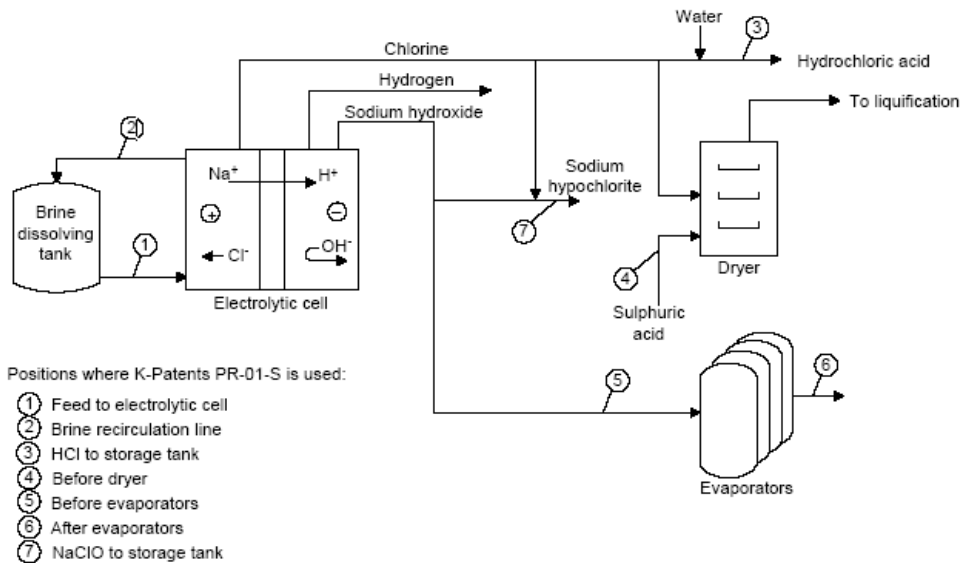 Water
3
Chlorine
Hydrochloric acid
Hydrogen
To liquification
Sodium hydroxide
2
Na⁺
H⁺
Sodium
hypochlorite
+
−
Brine
dissolving
tank
1
7
Cl⁻
OH⁻
4
Dryer
Electrolytic cell
Sulphuric
acid
Positions where K-Patents PR-01-S is used:
1 Feed to electrolytic cell
2 Brine recirculation line
3 HCl to storage tank
4 Before dryer
5 Before evaporators
6 After evaporators
7 NaClO to storage tank
5
6
Evaporators